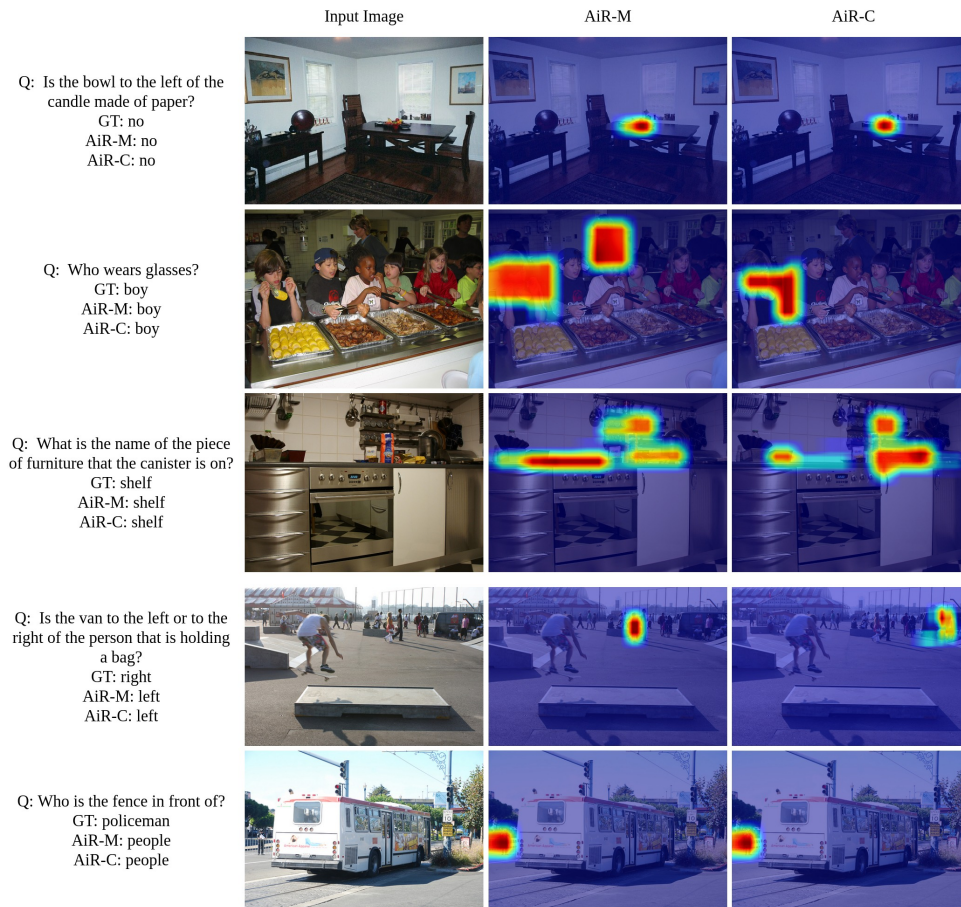 Input Image AiR-M AiR-C
Q: Is the bowl to the left of the
candle made of paper?
GT: no
AiR-M: no
AiR-C: no
Q: Who wears glasses?
GT: boy
AiR-M: boy
AiR-C: boy
Q: What is the name of the piece
of furniture that the canister is on?
GT: shelf
AiR-M: shelf
AiR-C: shelf
Q: Is the van to the left or to the
right of the person that is holding
a bag?
GT: right
AiR-M: left
AiR-C: left
Q: Who is the fence in front of?
GT: policeman
AiR-M: people
AiR-C: people